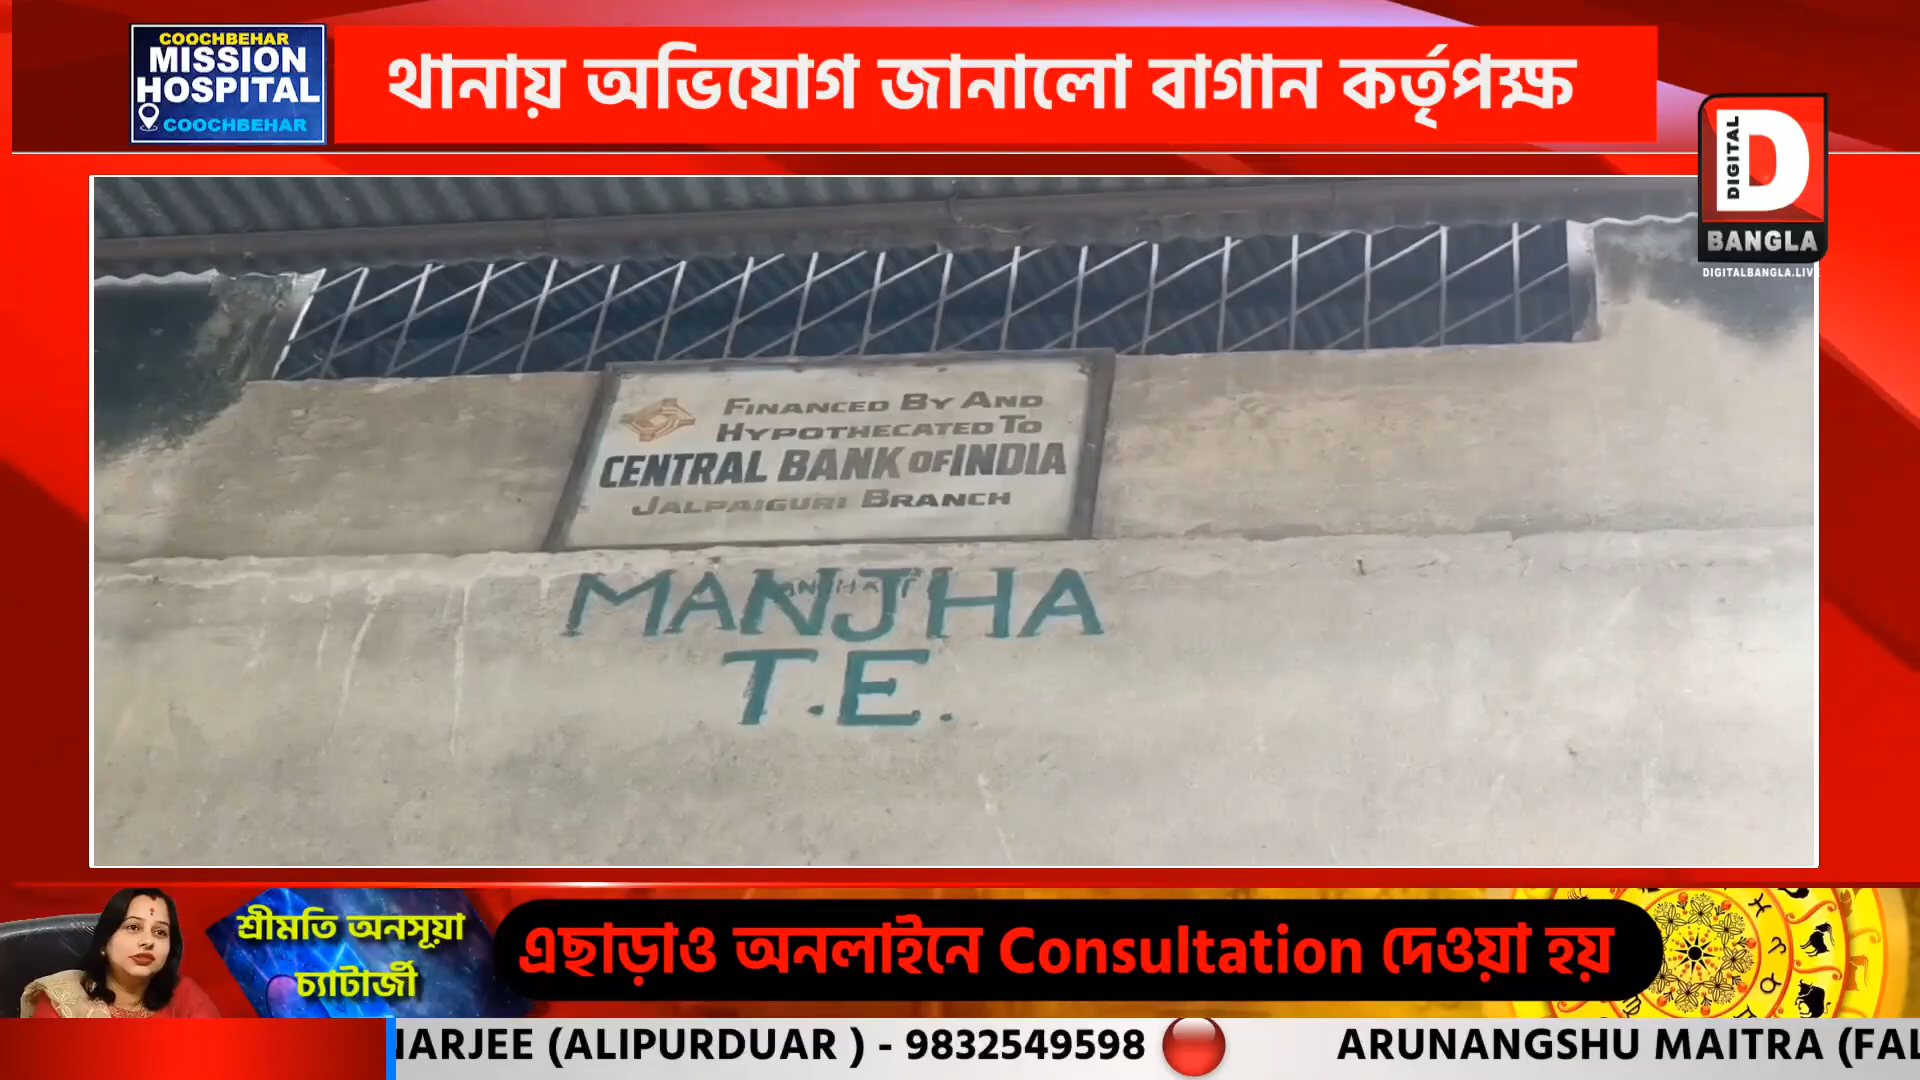 COOCHBEHAR
MISSION
HOSPITAL
COOCHBEHAR
থানায় অভিযোগ জানালো বাগান কর্তৃপক্ষ
DIGITAL
D
BANGLA
DIGITALBANGLA.LIVE
FINANCED BY AND
HYPOTHECATED TO
CENTRAL BANK OF INDIA
JALPAIGURI BRANCH
MANJHA
T.E.
শ্রীমতি অনসূয়া
চ্যাটার্জী
এছাড়াও অনলাইনে Consultation দেওয়া হয়
ARJEE (ALIPURDUAR ) - 9832549598 ARUNANGSHU MAITRA (FAL